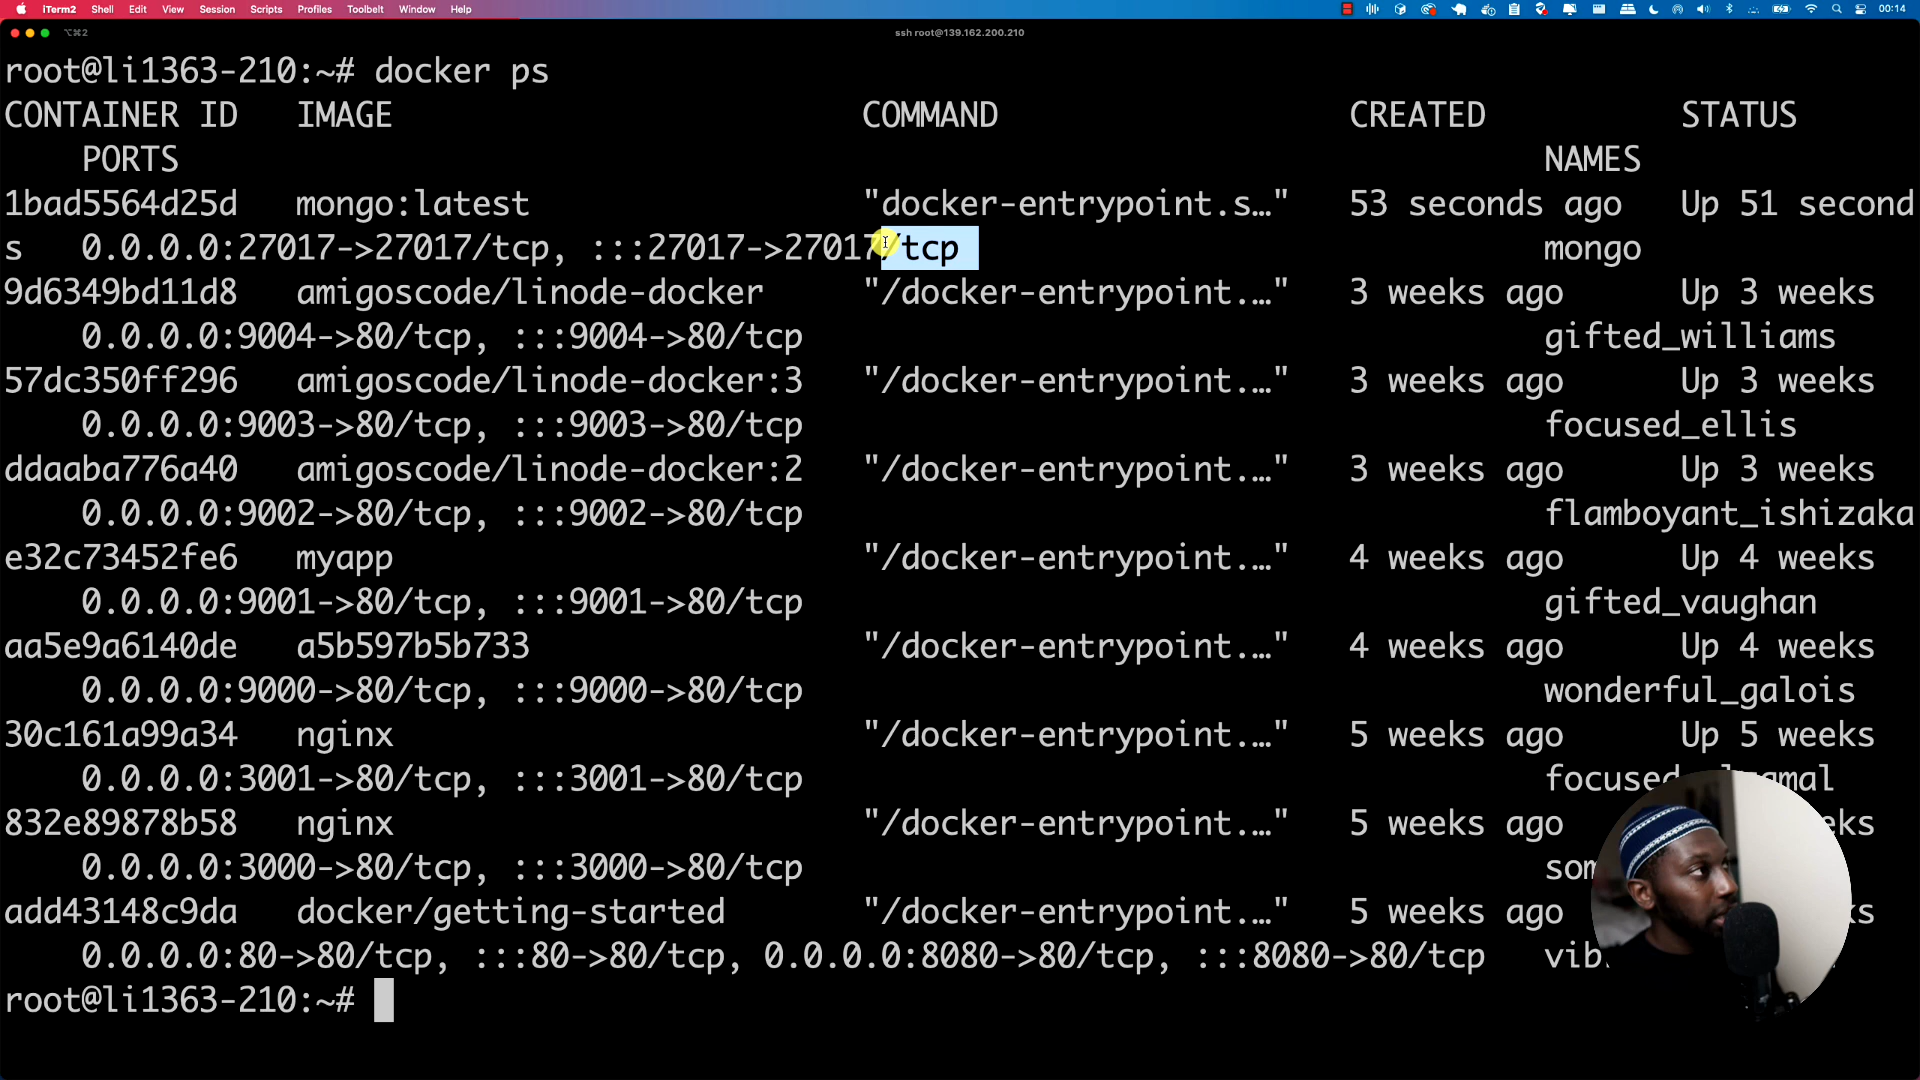 iTerm2 Shell Edit View Session Scripts Profiles Toolbelt Window Help 00:14
⌥⌘2 ssh root@139.162.200.210
root@li1363-210:~# docker ps
CONTAINER ID IMAGE COMMAND CREATED STATUS
PORTS NAMES
1bad5564d25d mongo:latest "docker-entrypoint.s…" 53 seconds ago Up 51 second
s 0.0.0.0:27017->27017/tcp, :::27017->27017/tcp mongo
9d6349bd11d8 amigoscode/linode-docker "/docker-entrypoint.…" 3 weeks ago Up 3 weeks
0.0.0.0:9004->80/tcp, :::9004->80/tcp gifted_williams
57dc350ff296 amigoscode/linode-docker:3 "/docker-entrypoint.…" 3 weeks ago Up 3 weeks
0.0.0.0:9003->80/tcp, :::9003->80/tcp focused_ellis
ddaaba776a40 amigoscode/linode-docker:2 "/docker-entrypoint.…" 3 weeks ago Up 3 weeks
0.0.0.0:9002->80/tcp, :::9002->80/tcp flamboyant_ishizaka
e32c73452fe6 myapp "/docker-entrypoint.…" 4 weeks ago Up 4 weeks
0.0.0.0:9001->80/tcp, :::9001->80/tcp gifted_vaughan
aa5e9a6140de a5b597b5b733 "/docker-entrypoint.…" 4 weeks ago Up 4 weeks
0.0.0.0:9000->80/tcp, :::9000->80/tcp wonderful_galois
30c161a99a34 nginx "/docker-entrypoint.…" 5 weeks ago Up 5 weeks
0.0.0.0:3001->80/tcp, :::3001->80/tcp
832e89878b58 nginx "/docker-entrypoint.…" 5 weeks ago
0.0.0.0:3000->80/tcp, :::3000->80/tcp
add43148c9da docker/getting-started "/docker-entrypoint.…" 5 weeks ago
0.0.0.0:80->80/tcp, :::80->80/tcp, 0.0.0.0:8080->80/tcp, :::8080->80/tcp
root@li1363-210:~#